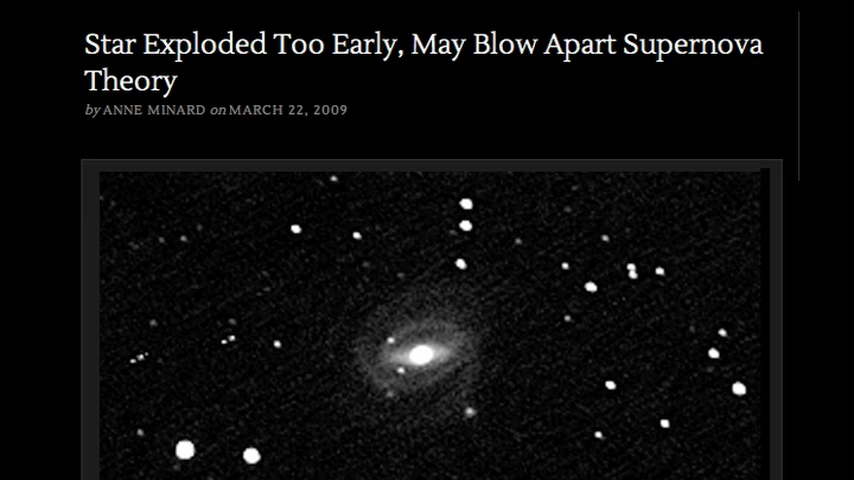 Star Exploded Too Early, May Blow Apart Supernova
Theory
by ANNE MINARD on MARCH 22, 2009